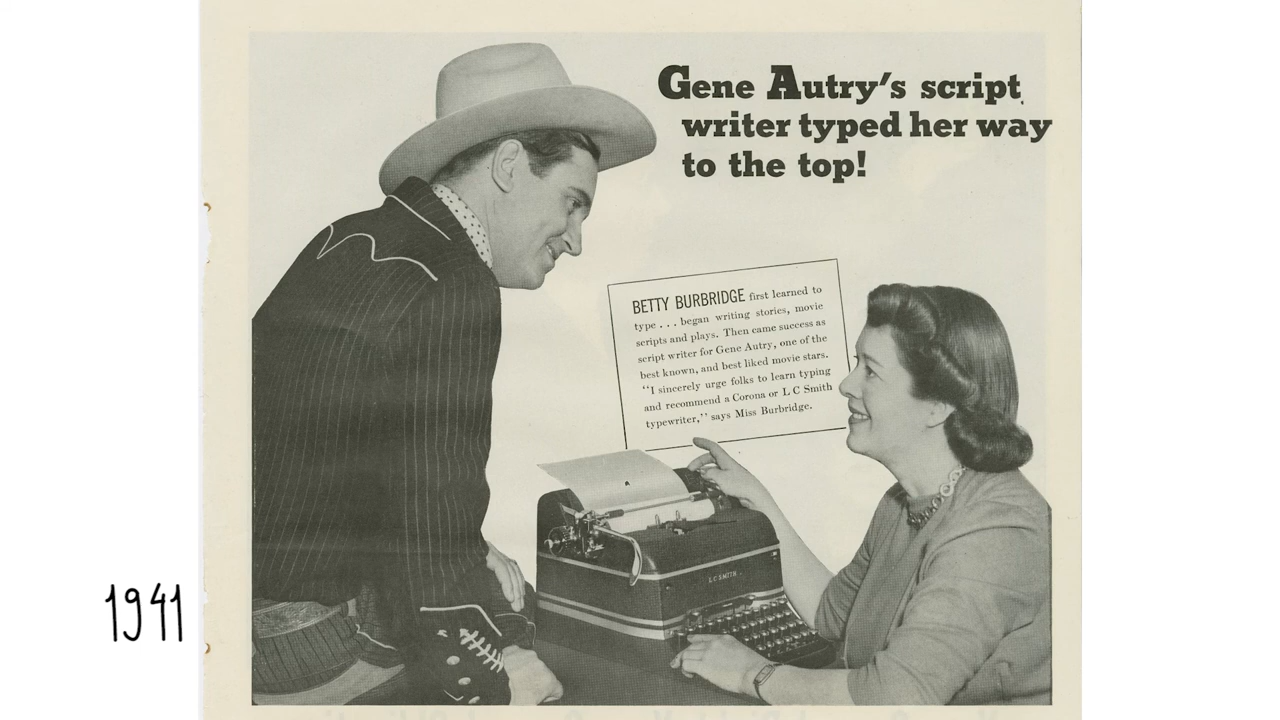 Gene Autry's script
writer typed her way
to the top!
BETTY BURBRIDGE first learned to
type . . . began writing stories, movie
scripts and plays. Then came success as
script writer for Gene Autry, one of the
best known, and best liked movie stars.
"I sincerely urge folks to learn typing
and recommend a Corona or L C Smith
typewriter," says Miss Burbridge.
L C SMITH
1941